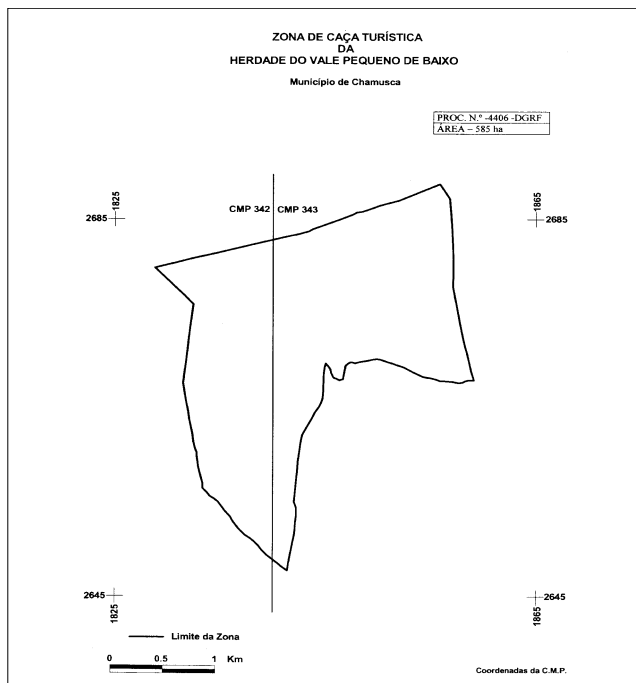 ZONA DE CAÇA TURÍSTICA
DA
HERDADE DO VALE PEQUENO DE BAIXO
Município de Chamusca
PROC. N.º -4406 -DGRF
ÁREA – 585 ha
1825
1865
CMP 342 CMP 343
2685
2685
2645
2645
1825
1865
Limite da Zona
0 0.5 1 Km
Coordenadas da C.M.P.